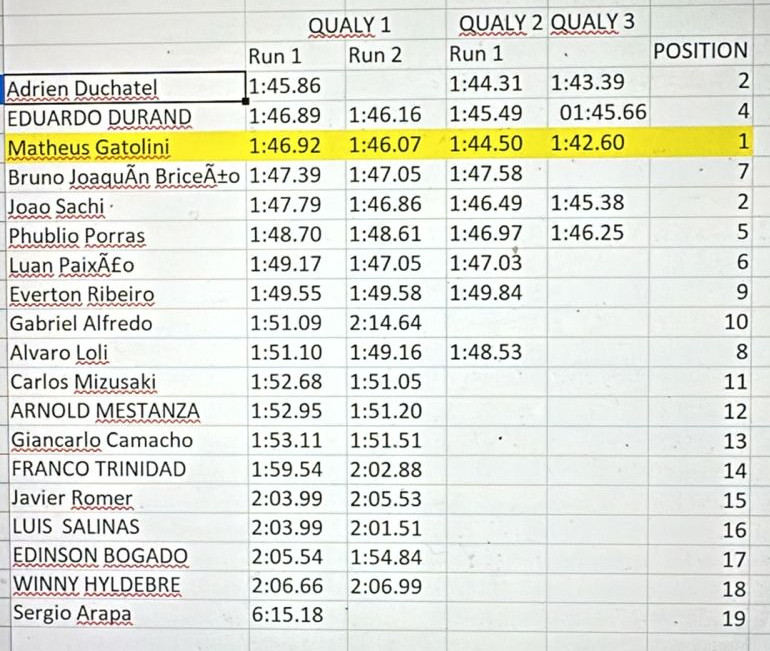 QUALY 1 QUALY 2 QUALY 3
Run 1 Run 2 Run 1 POSITION
Adrien Duchatel 1:45.86 1:44.31 1:43.39 2
EDUARDO DURAND 1:46.89 1:46.16 1:45.49 01:45.66 4
Matheus Gatolini 1:46.92 1:46.07 1:44.50 1:42.60 1
Bruno JoaquÃn BriceÃ±o 1:47.39 1:47.05 1:47.58 7
Joao Sachi 1:47.79 1:46.86 1:46.49 1:45.38 2
Phublio Porras 1:48.70 1:48.61 1:46.97 1:46.25 5
Luan PaixÃ£o 1:49.17 1:47.05 1:47.03 6
Everton Ribeiro 1:49.55 1:49.58 1:49.84 9
Gabriel Alfredo 1:51.09 2:14.64 10
Alvaro Loli 1:51.10 1:49.16 1:48.53 8
Carlos Mizusaki 1:52.68 1:51.05 11
ARNOLD MESTANZA 1:52.95 1:51.20 12
Giancarlo Camacho 1:53.11 1:51.51 13
FRANCO TRINIDAD 1:59.54 2:02.88 14
Javier Romer 2:03.99 2:05.53 15
LUIS SALINAS 2:03.99 2:01.51 16
EDINSON BOGADO 2:05.54 1:54.84 17
WINNY HYLDEBRE 2:06.66 2:06.99 18
Sergio Arapa 6:15.18 19